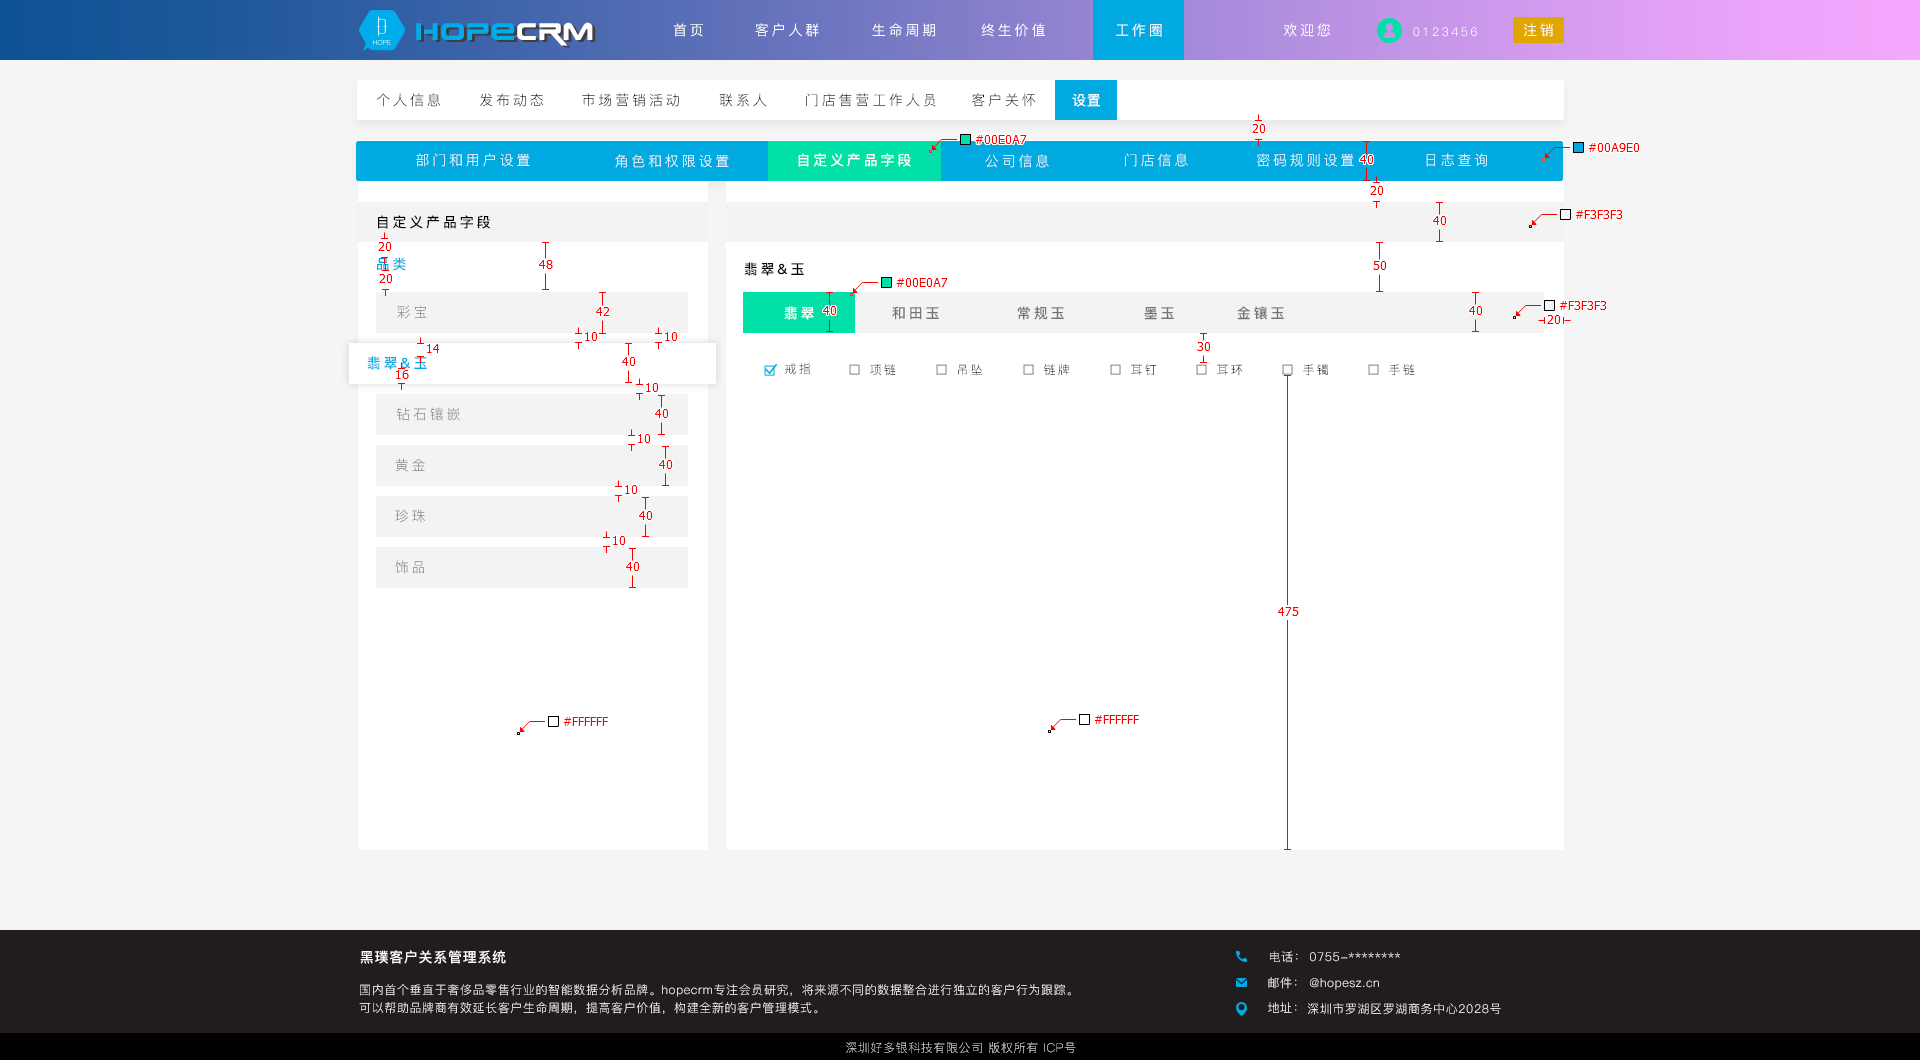 HOPE HOPECRM 首页 客户人群 生命周期 终生价值 工作圈 欢迎您 0123456 注销
个人信息 发布动态 市场营销活动 联系人 门店售营工作人员 客户关怀 设置
20
#00E0A7
部门和用户设置 角色和权限设置 自定义产品字段 公司信息 门店信息 密码规则设置 40 日志查询 #00A9E0
20
自定义产品字段 40 #F3F3F3
20
品类 48 翡翠&玉 50
20 #00E0A7
彩宝 42 翡翠 40 和田玉 常规玉 墨玉 金镶玉 40 #F3F3F3
20
10 10
14 30
翡翠&玉 40 戒指 项链 吊坠 链牌 耳钉 耳环 手镯 手链
16
10
钻石镶嵌 40
10
黄金 40
10
珍珠 40
10
饰品 40
475
#FFFFFF #FFFFFF
黑璞客户关系管理系统 电话： 0755-********
国内首个垂直于奢侈品零售行业的智能数据分析品牌。hopecrm专注会员研究，将来源不同的数据整合进行独立的客户行为跟踪。 邮件： @hopesz.cn
可以帮助品牌商有效延长客户生命周期，提高客户价值，构建全新的客户管理模式。 地址： 深圳市罗湖区罗湖商务中心2028号
深圳好多银科技有限公司 版权所有 ICP号